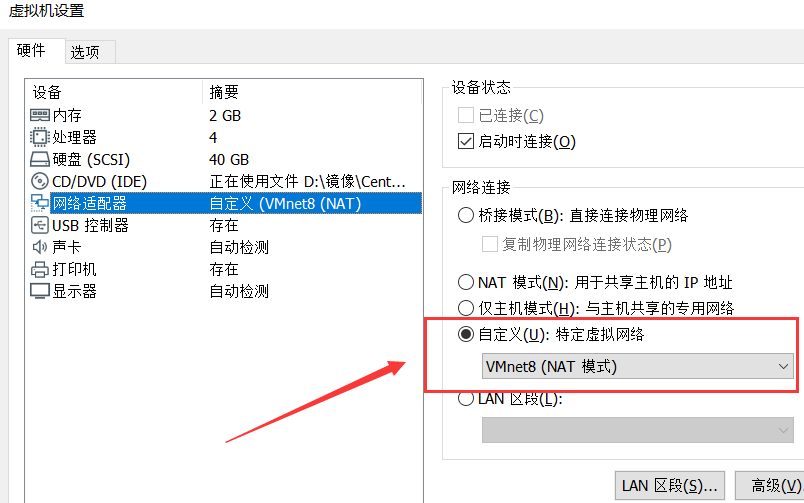 虚拟机设置
硬件 选项
设备 摘要
内存 2 GB
处理器 4
硬盘 (SCSI) 40 GB
CD/DVD (IDE) 正在使用文件 D:\镜像\Cent...
网络适配器 自定义 (VMnet8 (NAT)
USB 控制器 存在
声卡 自动检测
打印机 存在
显示器 自动检测
设备状态
已连接(C)
启动时连接(O)
网络连接
桥接模式(B): 直接连接物理网络
复制物理网络连接状态(P)
NAT 模式(N): 用于共享主机的 IP 地址
仅主机模式(H): 与主机共享的专用网络
自定义(U): 特定虚拟网络
VMnet8 (NAT 模式)
LAN 区段(L):
LAN 区段(S)... 高级(V)